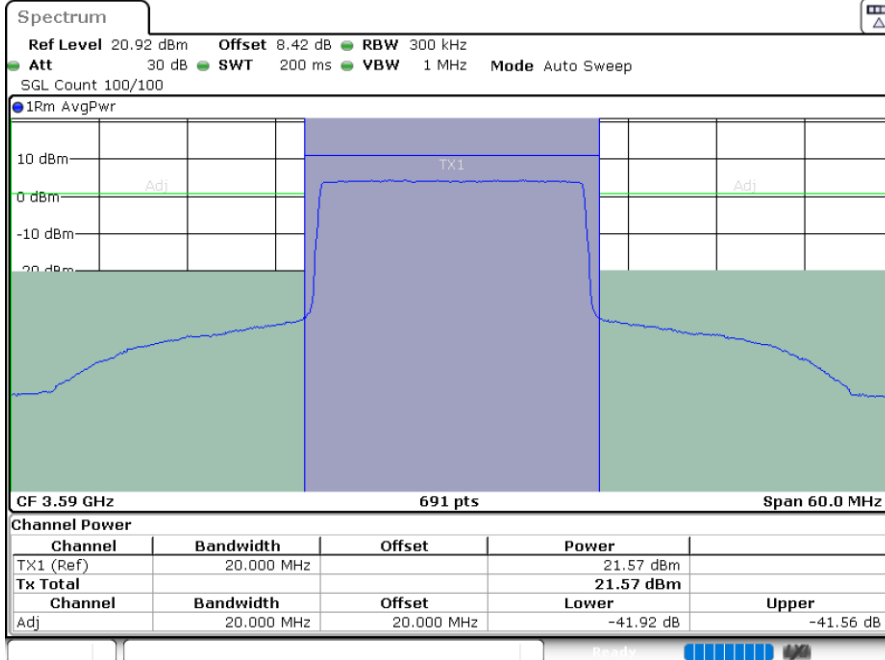 Spectrum
Ref Level 20.92 dBm Offset 8.42 dB RBW 300 kHz
Att 30 dB SWT 200 ms VBW 1 MHz Mode Auto Sweep
SGL Count 100/100
1Rm AvgPwr
10 dBm
TX1
Adj
Adj
0 dBm
-10 dBm
-20 dBm
CF 3.59 GHz 691 pts Span 60.0 MHz
Channel Power
Channel Bandwidth Offset Power
TX1 (Ref) 20.000 MHz 21.57 dBm
Tx Total 21.57 dBm
Channel Bandwidth Offset Lower Upper
Adj 20.000 MHz 20.000 MHz -41.92 dB -41.56 dB
Ready